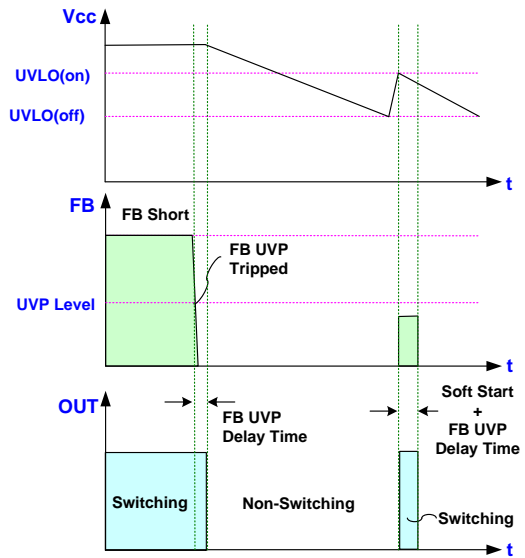 Vcc
UVLO(on)
UVLO(off)
t
FB
FB Short
FB UVP
Tripped
UVP Level
t
OUT
FB UVP
Delay Time
Soft Start
+
FB UVP
Delay Time
Switching
Non-Switching
Switching
t